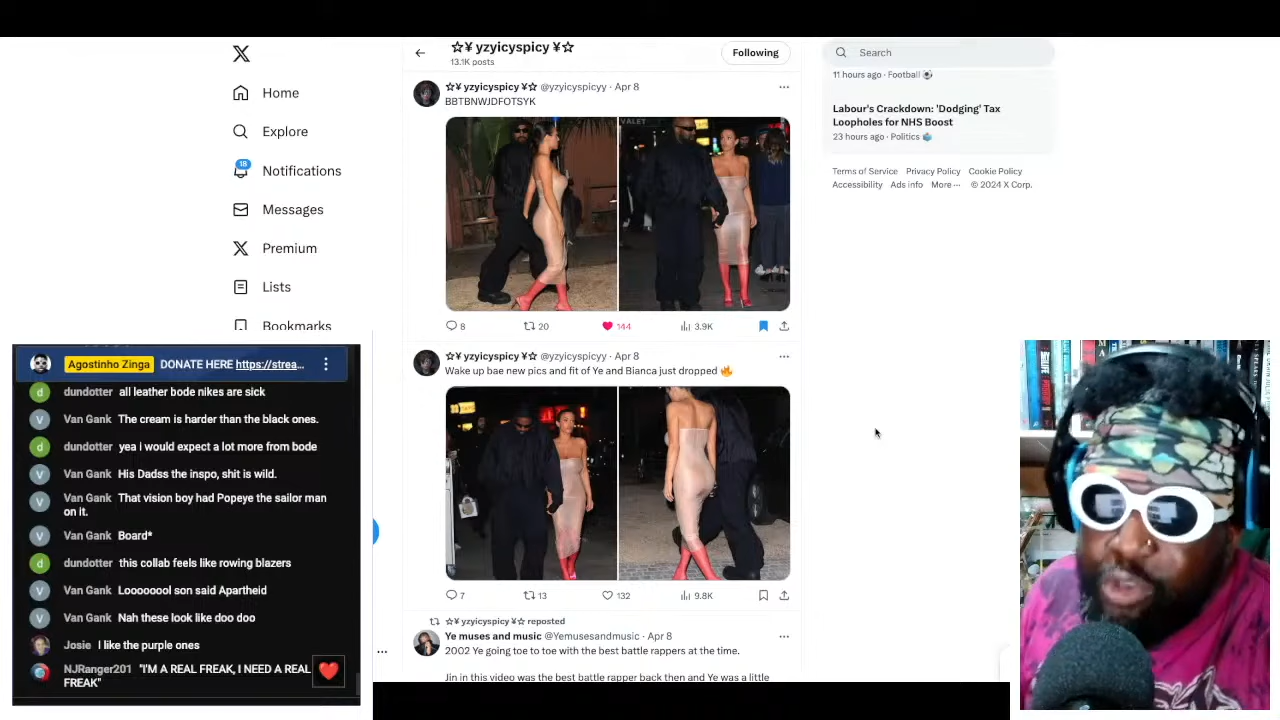 ☆¥ yzyicyspicy ¥☆
13.1K posts
Following
Search
Home
Explore
18
Notifications
Messages
Premium
Lists
Bookmarks
☆¥ yzyicyspicy ¥☆ @yzyicyspicyy · Apr 8
BBTBNWJDFOTSYK
VALET
8 20 144 3.9K
☆¥ yzyicyspicy ¥☆ @yzyicyspicyy · Apr 8
Wake up bae new pics and fit of Ye and Bianca just dropped 🔥
7 13 132 9.8K
☆¥ yzyicyspicy ¥☆ reposted
Ye muses and music @Yemusesandmusic · Apr 8
2002 Ye going toe to toe with the best battle rappers at the time.
Jin in this video was the best battle rapper back then and Ye was a little
11 hours ago · Football ⚽
Labour's Crackdown: 'Dodging' Tax
Loopholes for NHS Boost
23 hours ago · Politics
Terms of Service Privacy Policy Cookie Policy
Accessibility Ads info More ··· © 2024 X Corp.
Agostinho Zinga DONATE HERE https://strea...
dundotter all leather bode nikes are sick
Van Gank The cream is harder than the black ones.
dundotter yea i would expect a lot more from bode
Van Gank His Dadss the inspo, shit is wild.
Van Gank That vision boy had Popeye the sailor man
on it.
Van Gank Board*
dundotter this collab feels like rowing blazers
Van Gank Loooooool son said Apartheid
Van Gank Nah these look like doo doo
Josie I like the purple ones
NJRanger201 "I'M A REAL FREAK, I NEED A REAL
FREAK"